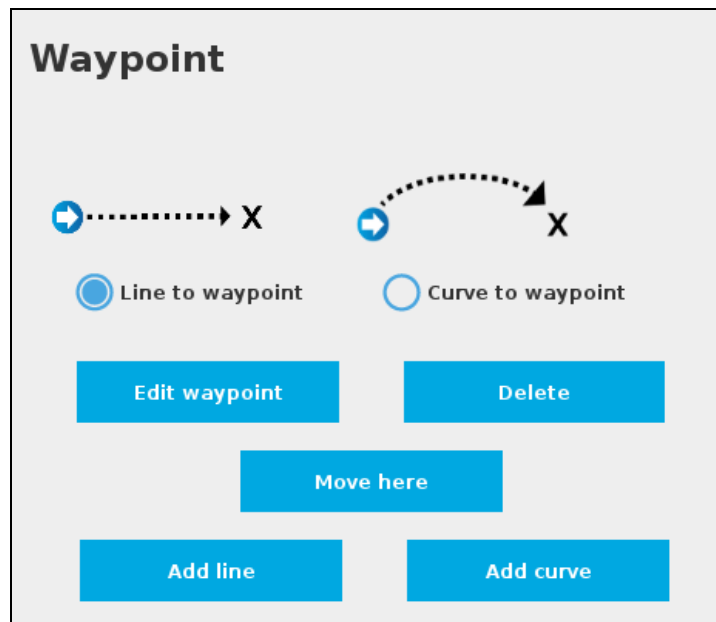 Waypoint
X X
Line to waypoint Curve to waypoint
Edit waypoint Delete
Move here
Add line Add curve